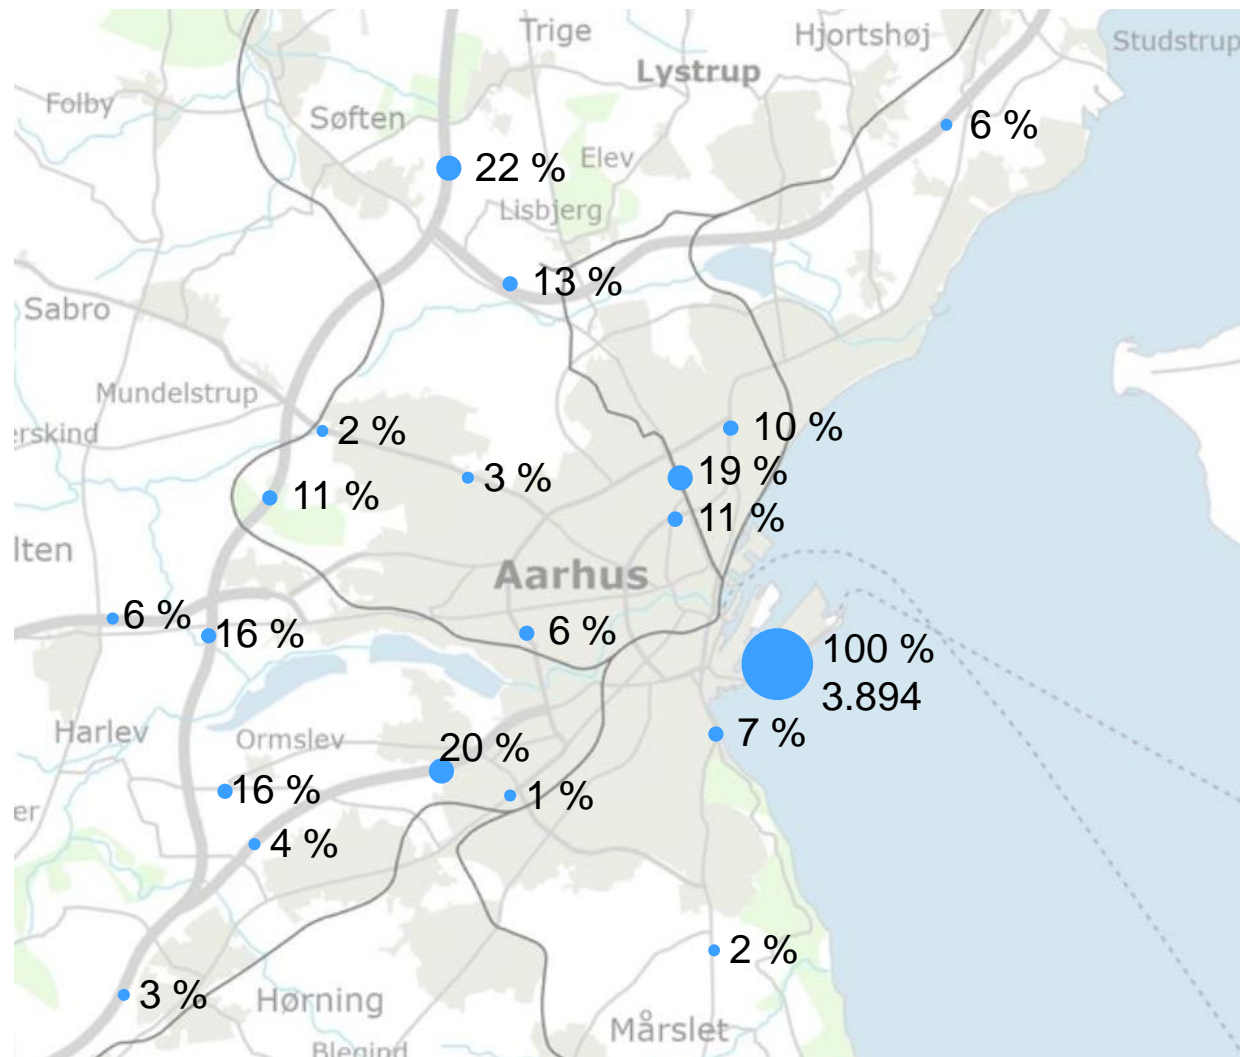 Trige
Hjortshøj
Studstrup
Lystrup
Folby
Søften
6 %
22 %
Elev
Lisbjerg
13 %
Sabro
Mundelstrup
erskind
2 %
10 %
3 %
19 %
11 %
11 %
lten
Aarhus
6 %
16 %
6 %
100 %
3.894
Harlev
Ormslev
20 %
7 %
16 %
1 %
er
4 %
2 %
3 %
Hørning
Mårslet
Blegind